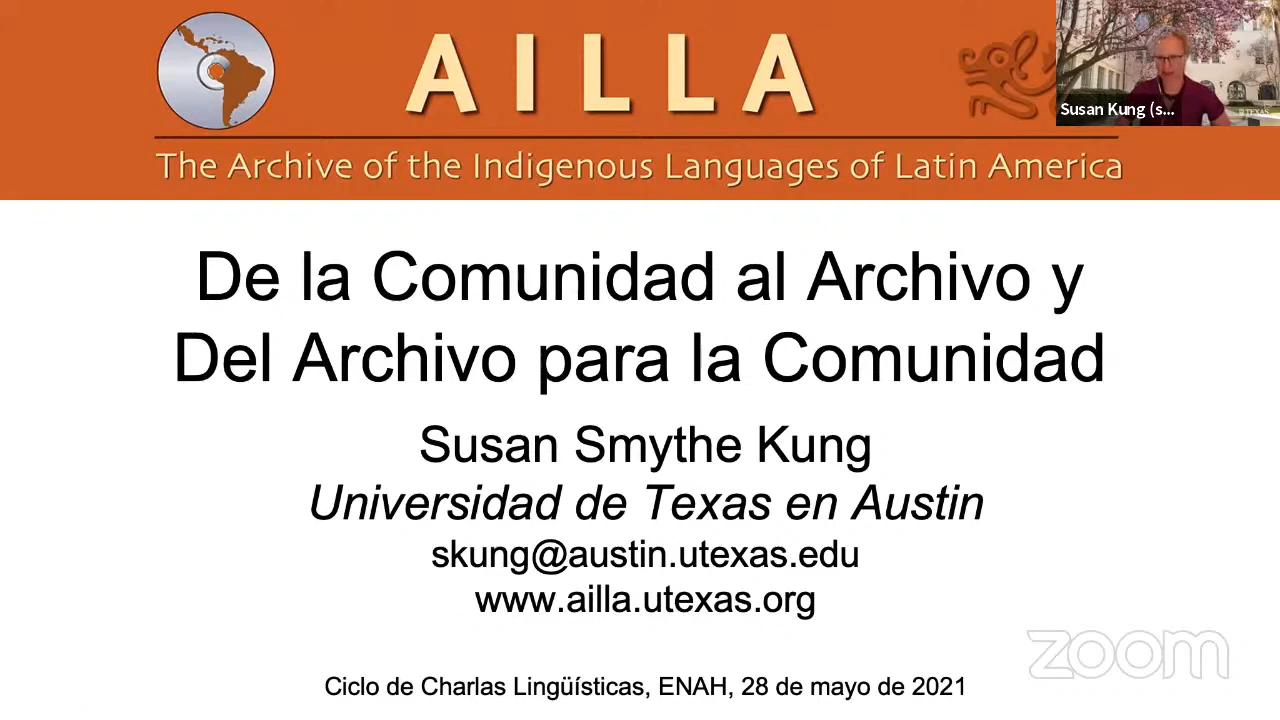 AILLA
The Archive of the Indigenous Languages of Latin America
Susan Kung (s...
De la Comunidad al Archivo y
Del Archivo para la Comunidad
Susan Smythe Kung
Universidad de Texas en Austin
skung@austin.utexas.edu
www.ailla.utexas.org
zoom
Ciclo de Charlas Lingüísticas, ENAH, 28 de mayo de 2021